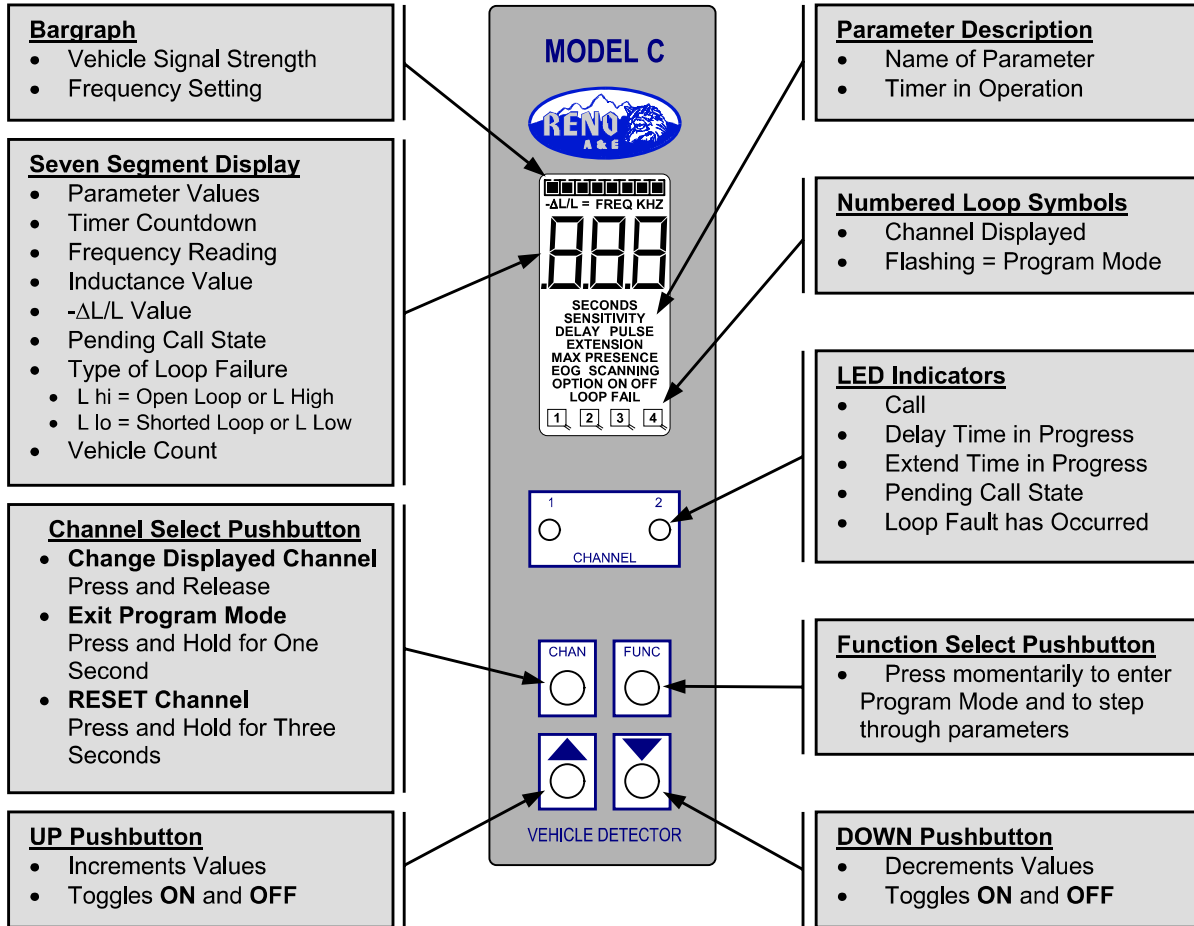 Bargraph
• Vehicle Signal Strength
• Frequency Setting
Seven Segment Display
• Parameter Values
• Timer Countdown
• Frequency Reading
• Inductance Value
• -ΔL/L Value
• Pending Call State
• Type of Loop Failure
• L hi = Open Loop or L High
• L lo = Shorted Loop or L Low
• Vehicle Count
Channel Select Pushbutton
• Change Displayed Channel
Press and Release
• Exit Program Mode
Press and Hold for One
Second
• RESET Channel
Press and Hold for Three
Seconds
UP Pushbutton
• Increments Values
• Toggles ON and OFF
MODEL C
RENO
A & E
-ΔL/L = FREQ KHZ
.8.8.8
SECONDS
SENSITIVITY
DELAY PULSE
EXTENSION
MAX PRESENCE
EOG SCANNING
OPTION ON OFF
LOOP FAIL
1 2 3 4
1 2
CHANNEL
CHAN FUNC
VEHICLE DETECTOR
Parameter Description
• Name of Parameter
• Timer in Operation
Numbered Loop Symbols
• Channel Displayed
• Flashing = Program Mode
LED Indicators
• Call
• Delay Time in Progress
• Extend Time in Progress
• Pending Call State
• Loop Fault has Occurred
Function Select Pushbutton
• Press momentarily to enter
Program Mode and to step
through parameters
DOWN Pushbutton
• Decrements Values
• Toggles ON and OFF